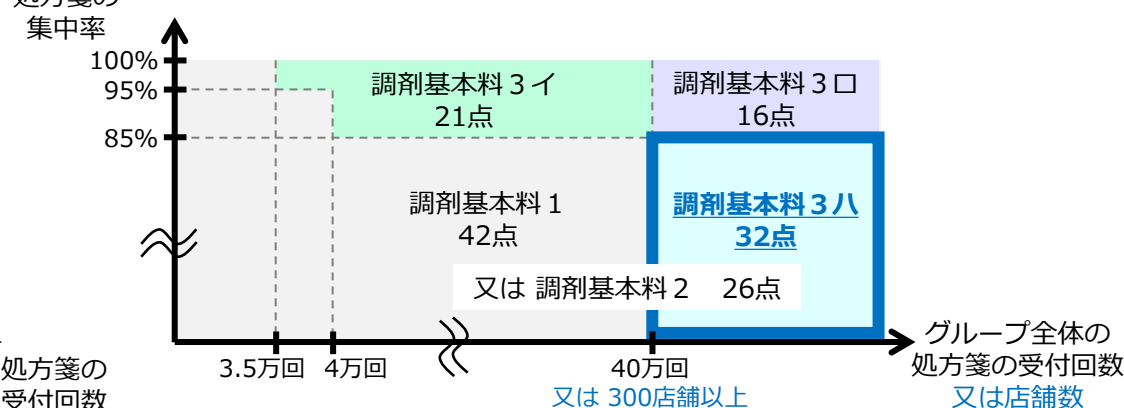 処方箋の
集中率
100%
95%
85%
調剤基本料３イ
21点
調剤基本料３ロ
16点
調剤基本料１
42点
調剤基本料３ハ
32点
又は 調剤基本料２ 26点
3.5万回
4万回
40万回
又は 300店舗以上
グループ全体の
処方箋の受付回数
又は店舗数
処方箋の
受付回数